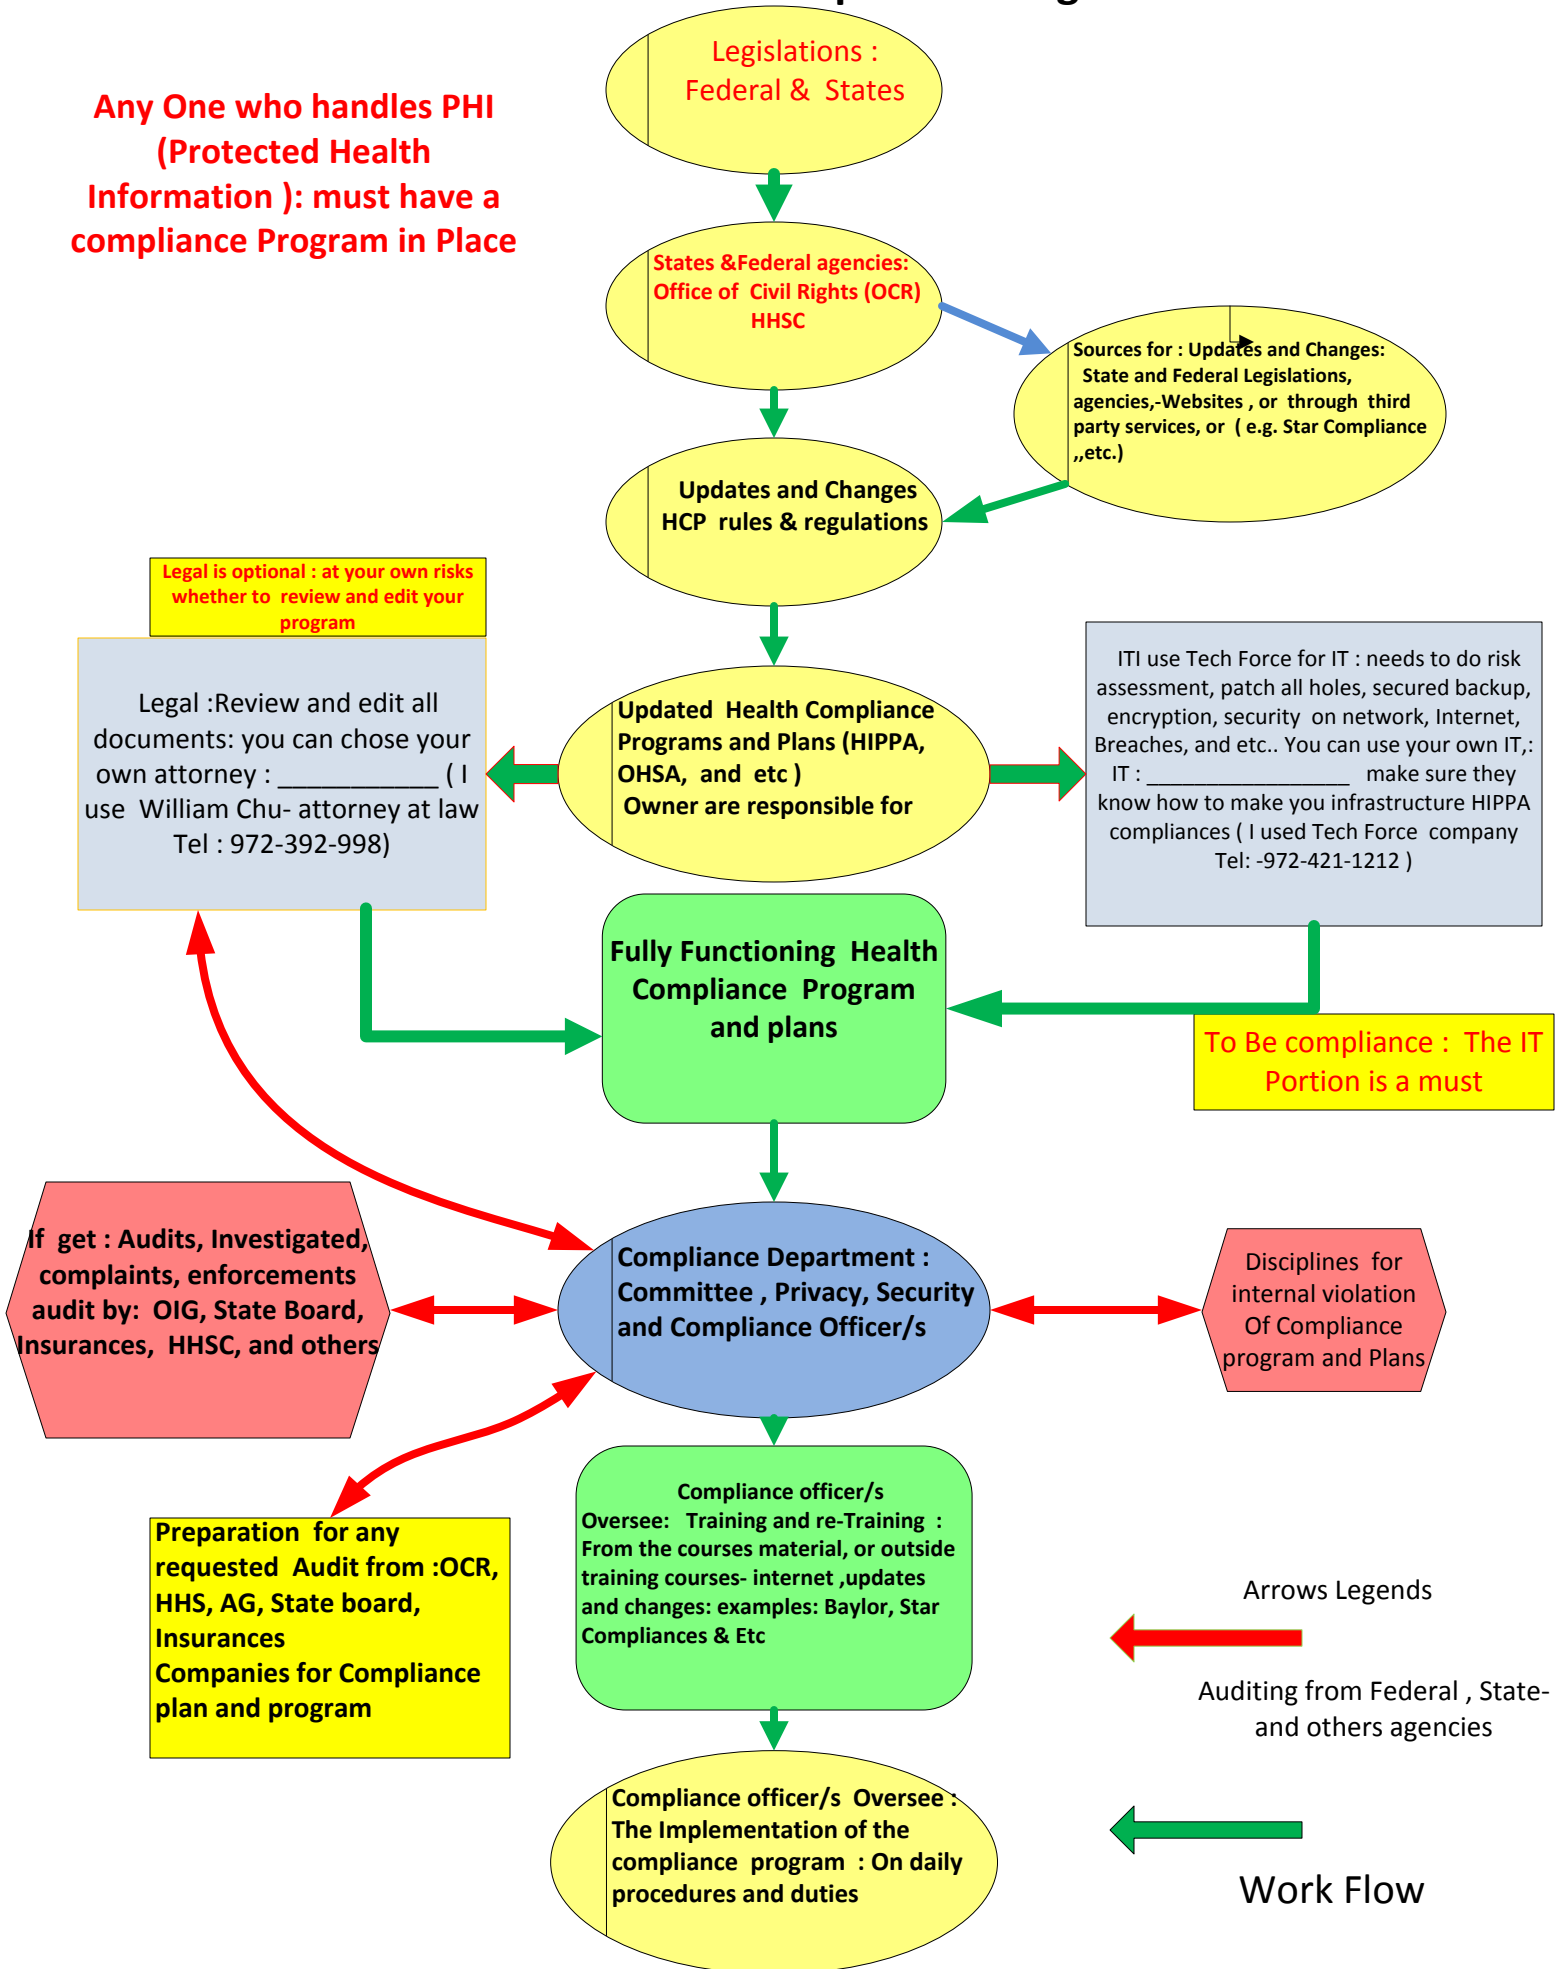 Legislations :
Federal &  States
Any One who handles PHI
(Protected Health
Information ): must have a
compliance Program in Place
States &Federal agencies:
Office of  Civil Rights (OCR)
HHSC
Sources for : Updates and Changes:
State and Federal Legislations,
agencies,-Websites , or  through  third
party services, or  ( e.g. Star Compliance
,,etc.)
Updates and Changes
HCP  rules & regulations
Legal is optional : at your own risks
whether to  review and edit your
program
Legal :Review and edit all
documents: you can chose your
own attorney : ___________ ( I
use  William Chu- attorney at law
Tel : 972-392-998)
Updated  Health Compliance
Programs and Plans (HIPPA,
OHSA,  and  etc )
Owner are responsible for
ITI use Tech Force for IT : needs to do risk
assessment, patch all holes, secured backup,
encryption, security  on network, Internet,
Breaches, and etc.. You can use your own IT,:
IT : _________________  make sure they
know how to make you infrastructure HIPPA
compliances ( I used Tech Force  company
Tel: -972-421-1212 )
Fully Functioning  Health
Compliance  Program
and plans
To Be compliance :  The IT
Portion is a must
If  get : Audits, Investigated,
complaints, enforcements
audit by:  OIG, State Board,
Insurances,  HHSC, and others
Compliance Department :
Committee , Privacy, Security
and Compliance Officer/s
Disciplines  for
internal violation
Of Compliance
program and Plans
Compliance officer/s
Oversee:   Training and re-Training  :
From the courses material, or outside
training courses- internet ,updates
and changes: examples: Baylor, Star
Compliances & Etc
Preparation  for any
requested  Audit from :OCR,
HHS, AG, State board,
Insurances
Companies for Compliance
plan and program
Arrows Legends
Auditing from Federal , State-
and others agencies
Compliance officer/s  Oversee :
The Implementation of the
compliance  program  : On daily
procedures and duties
Work Flow